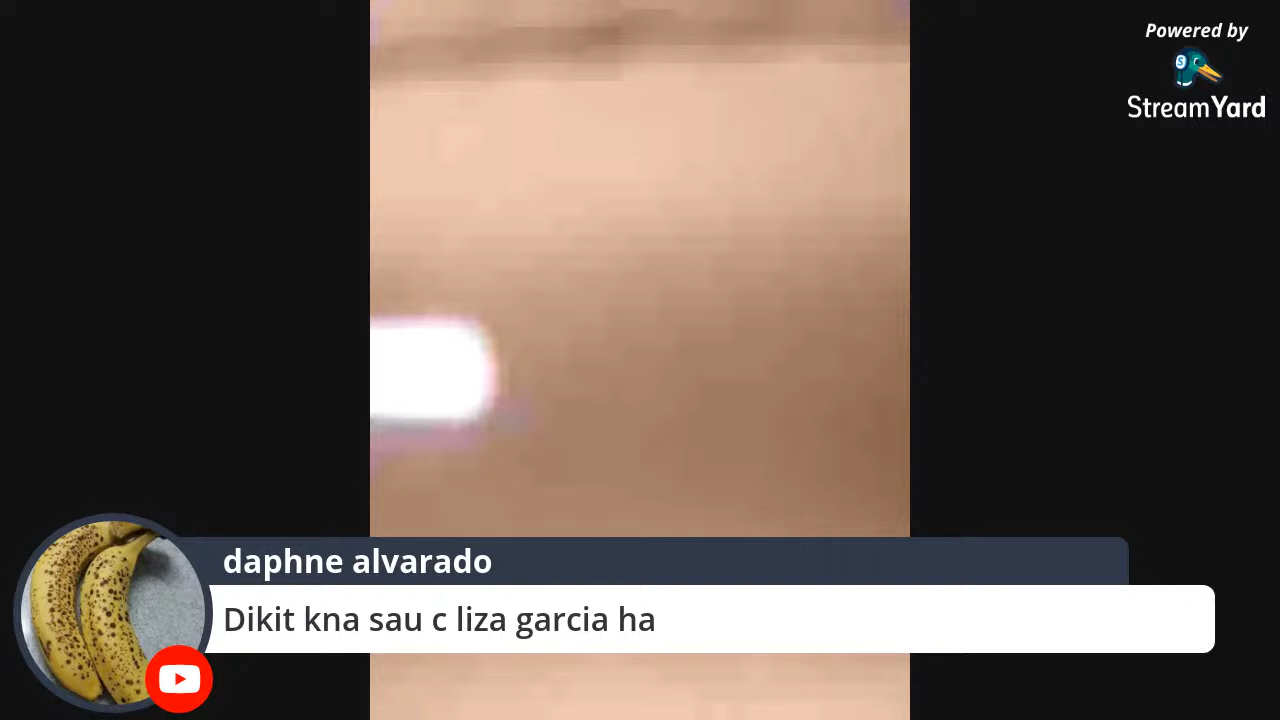 Powered by
StreamYard
daphne alvarado
Dikit kna sau c liza garcia ha